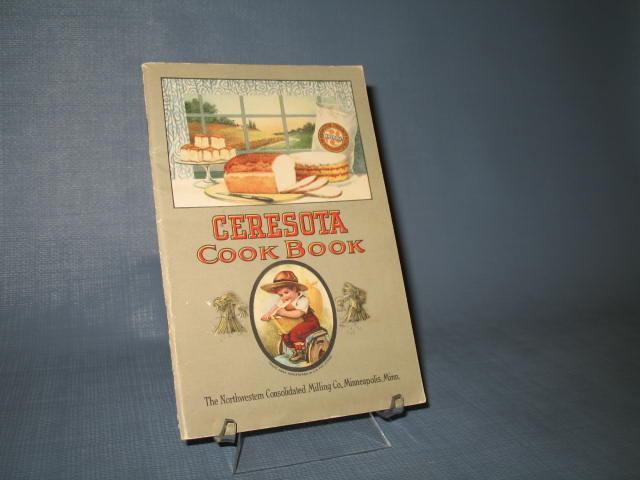 CERESOTA
COOK BOOK
The Northwestern Consolidated Milling Co., Minneapolis, Minn.